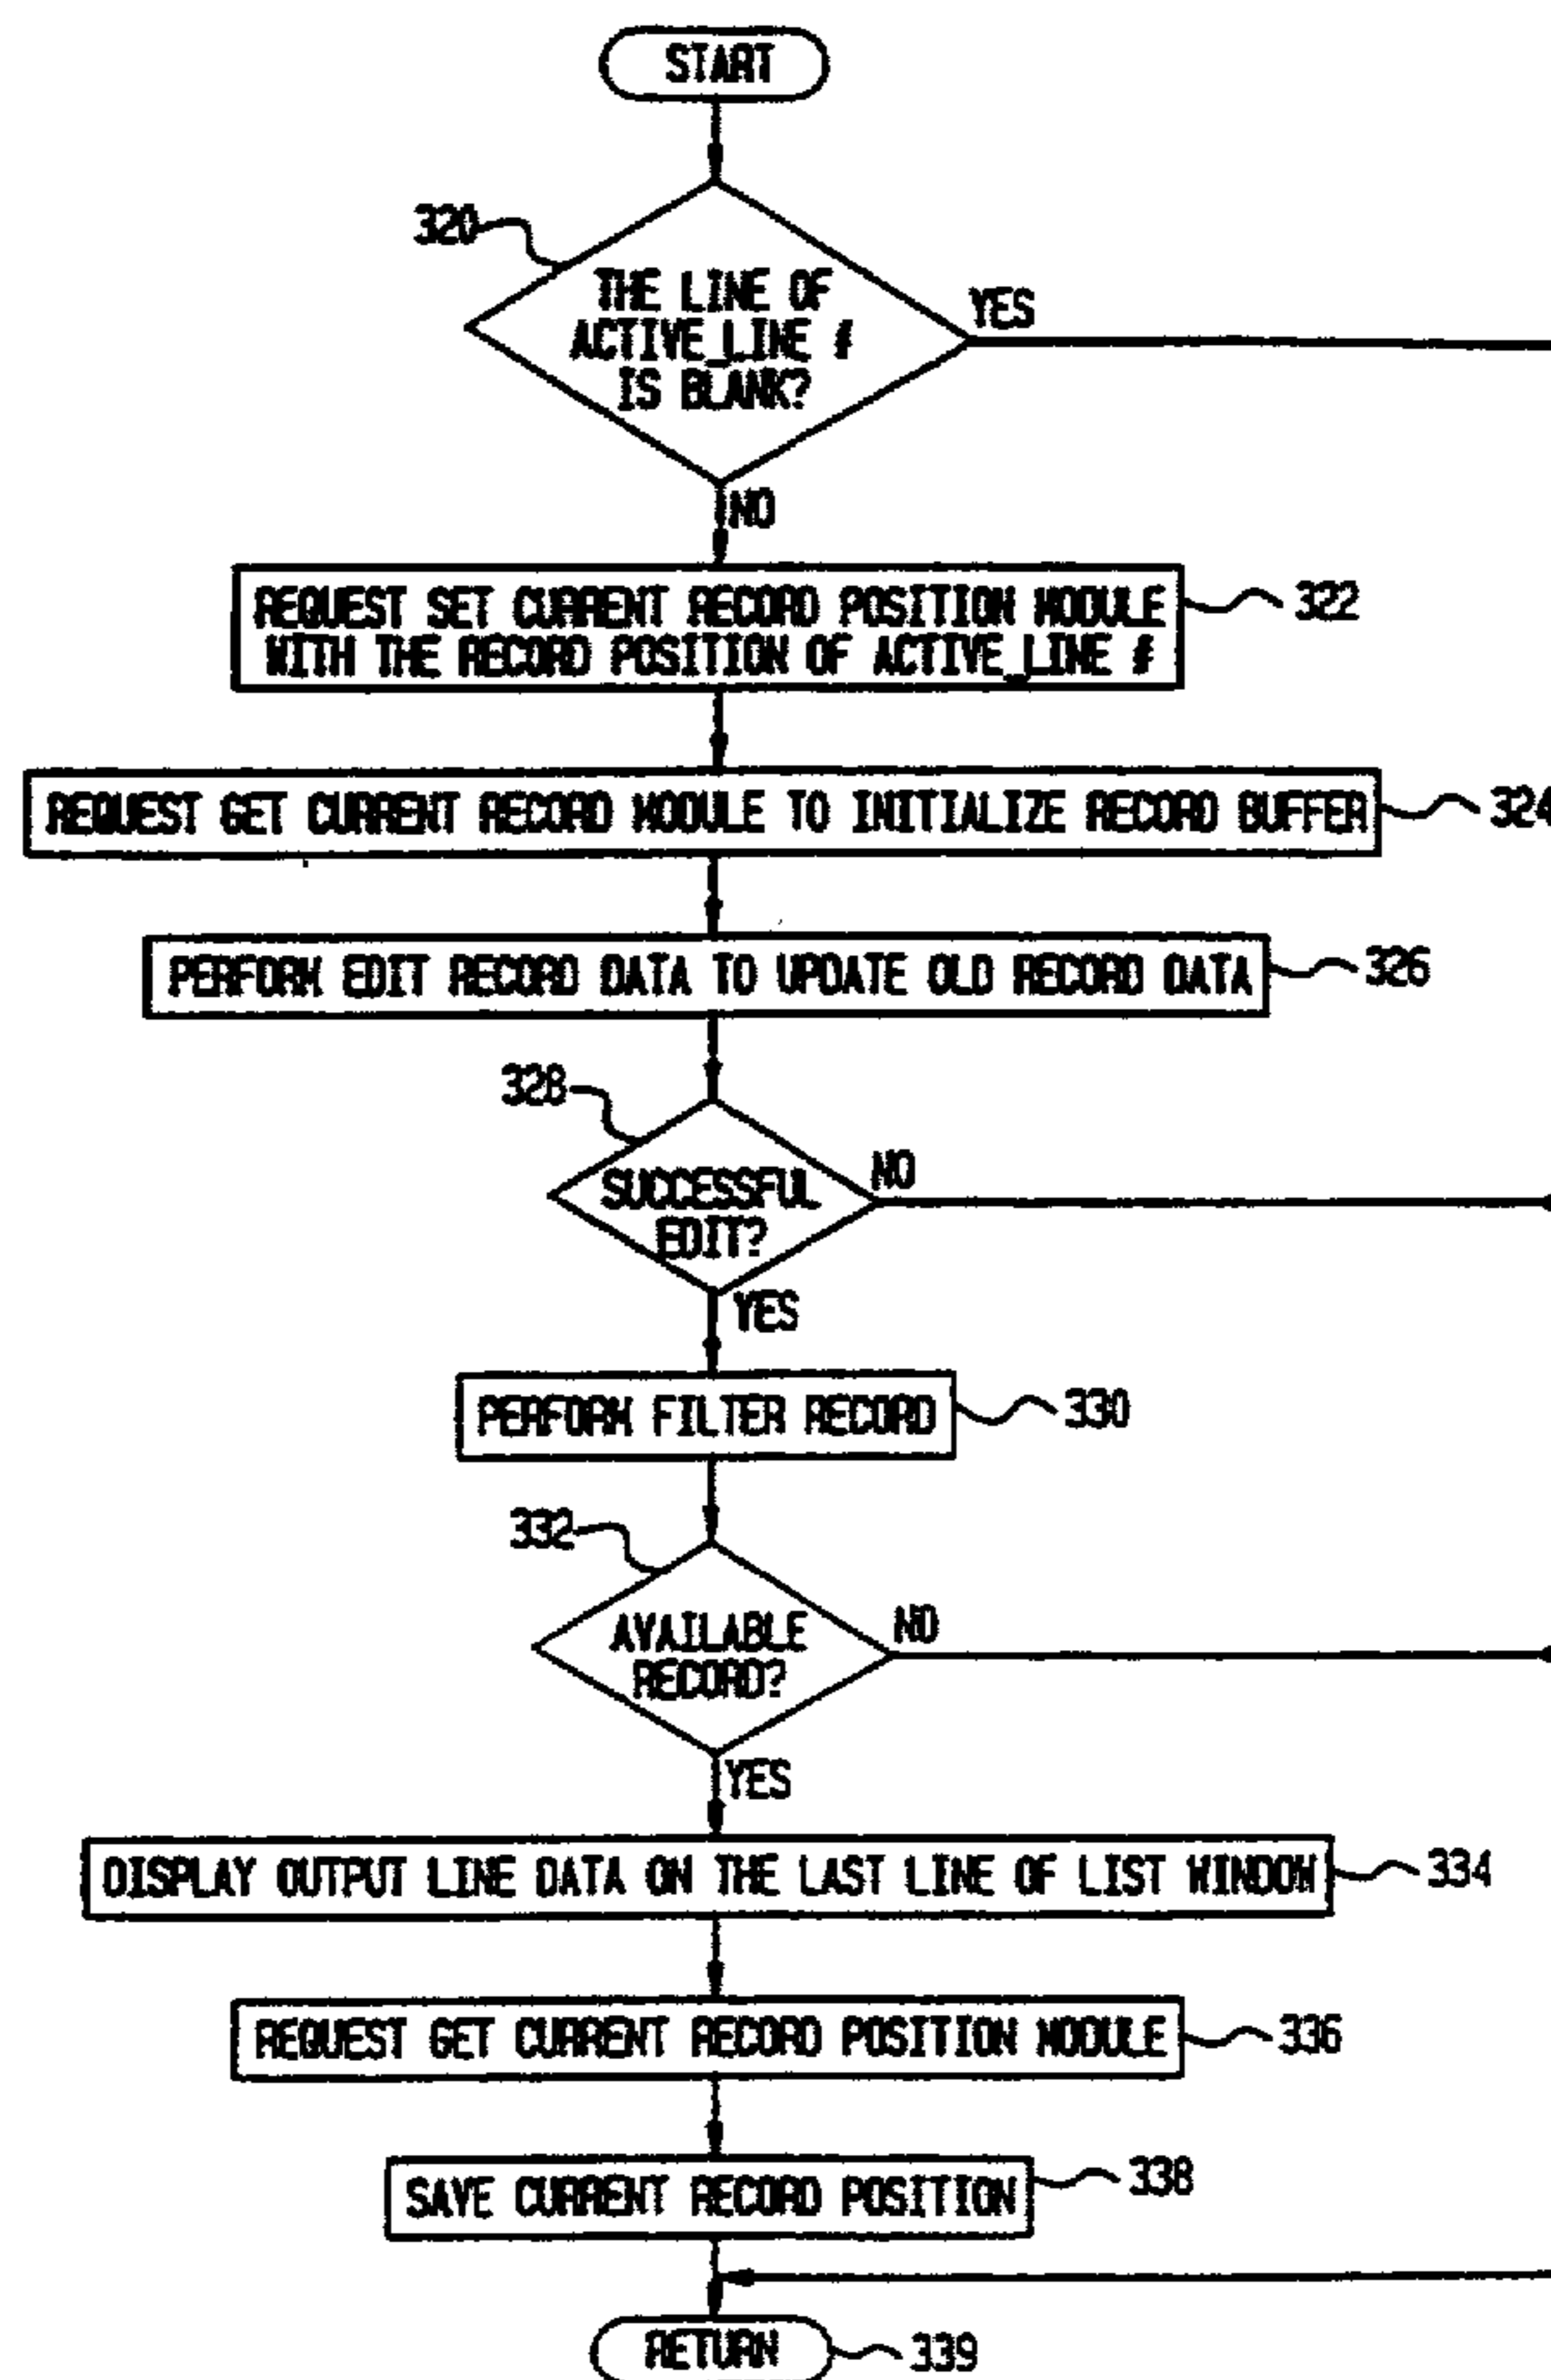 START
320
THE LINE OF
ACTIVE_LINE #
IS BLANK?
YES
NO
REQUEST SET CURRENT RECORD POSITION MODULE
WITH THE RECORD POSITION OF ACTIVE_LINE #
322
REQUEST GET CURRENT RECORD MODULE TO INITIALIZE RECORD BUFFER
324
PERFORM EDIT RECORD DATA TO UPDATE OLD RECORD DATA
326
328
SUCCESSFUL
EDIT?
NO
YES
PERFORM FILTER RECORD
330
332
AVAILABLE
RECORD?
NO
YES
DISPLAY OUTPUT LINE DATA ON THE LAST LINE OF LIST WINDOW
334
REQUEST GET CURRENT RECORD POSITION MODULE
336
SAVE CURRENT RECORD POSITION
338
RETURN
339